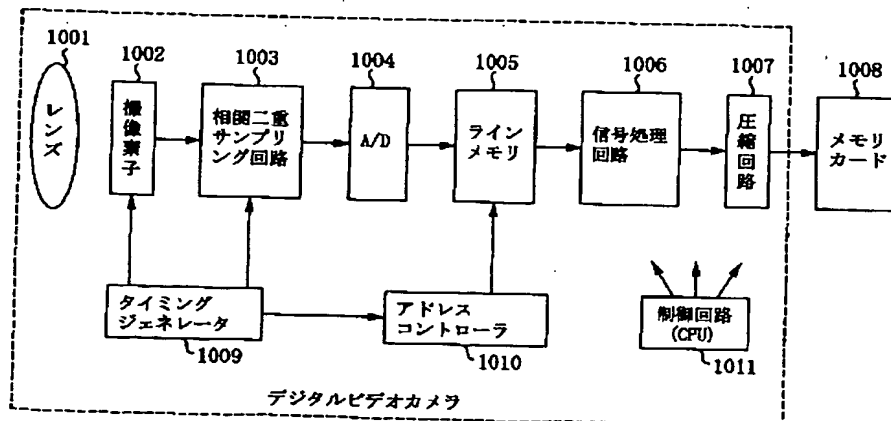 1001
1002
1003
1004
1005
1006
1007
1008
レンズ
撮像素子
相関二重
サンプリ
ング回路
A/D
ライン
メモリ
信号処理
回路
圧縮回路
メモリ
カード
タイミング
ジェネレータ
1009
アドレス
コントローラ
1010
制御回路
(CPU)
1011
デジタルビデオカメラ